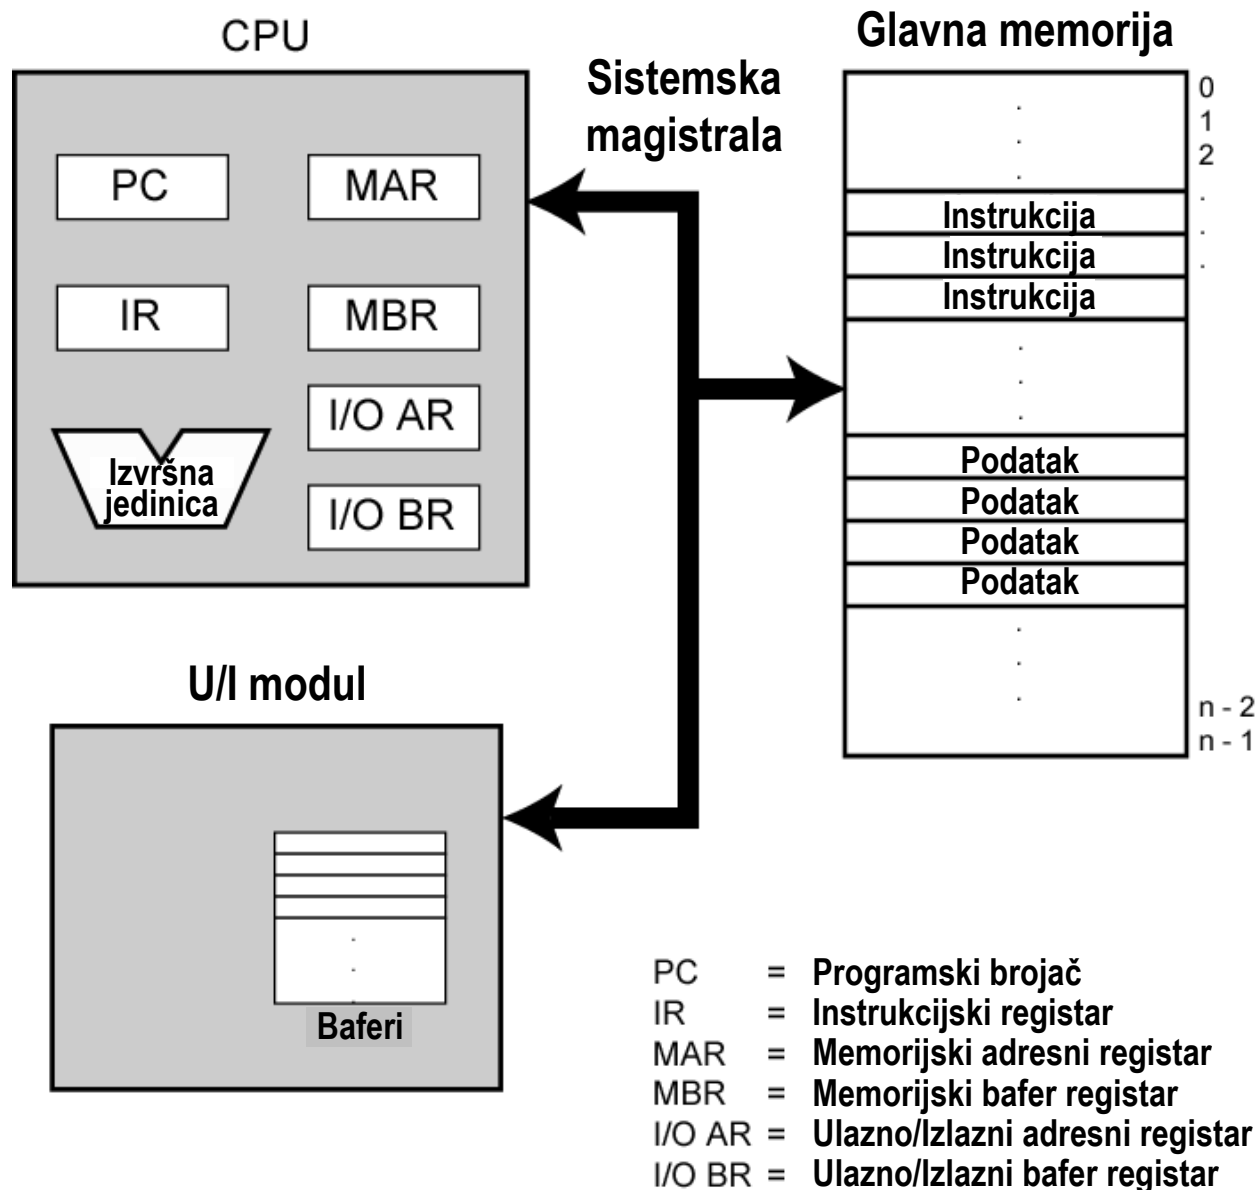 CPU
PC
MAR
IR
MBR
I/O AR
I/O BR
Izvršna
jedinica
Sistemska
magistrala
Glavna memorija
0
1
2
.
.
.
.
.
.
Instrukcija
Instrukcija
Instrukcija
.
.
.
Podatak
Podatak
Podatak
Podatak
.
.
.
n - 2
n - 1
U/I modul
.
.
.
Baferi
PC = Programski brojač
IR = Instrukcijski registar
MAR = Memorijski adresni registar
MBR = Memorijski bafer registar
I/O AR = Ulazno/Izlazni adresni registar
I/O BR = Ulazno/Izlazni bafer registar